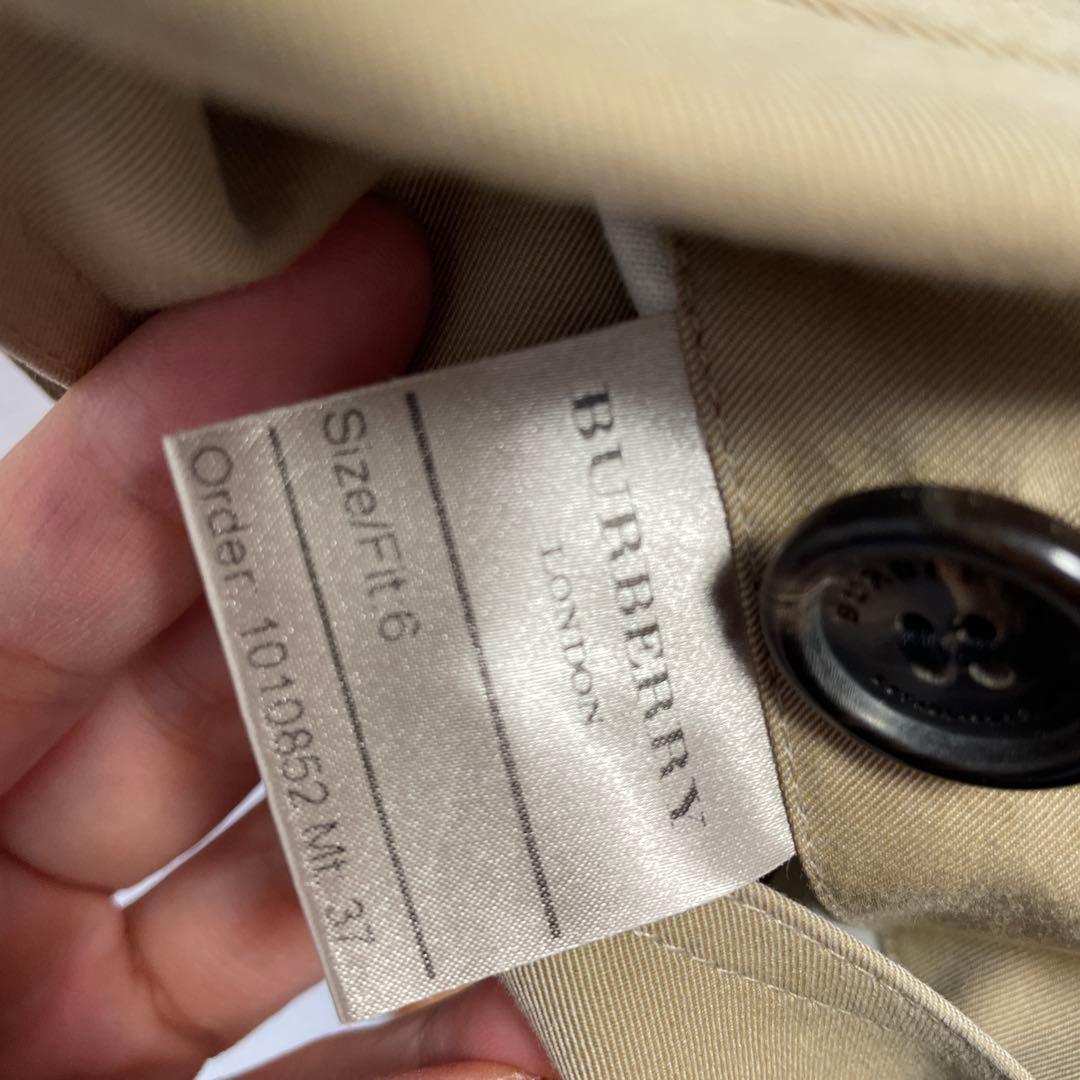 BURBERRY
LONDON
Size/Fit.6
Order. 1010852 Mt. 37